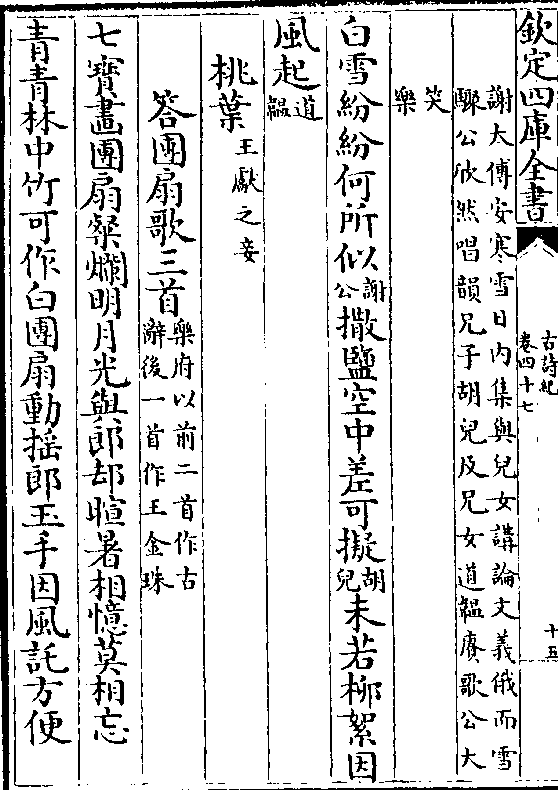 欽定四庫全書
古詩紀
卷四十七
十五
謝太傅安寒雪日内集與兒女講論文義俄而雪
驟公欣然唱韻兄子胡兒及兄女道韞賡歌公大
笑
樂
白雪紛紛何所似謝公撒鹽空中差可擬胡兒未若柳絮因
風起道韞
桃葉王獻之妾
答團扇歌三首樂府以前二首作古辭後一首作王金珠
七寶畫團扇粲爛明月光與郎却暄暑相憶莫相忘
青青林中竹可作白團扇動揺郎玉手因風託方便